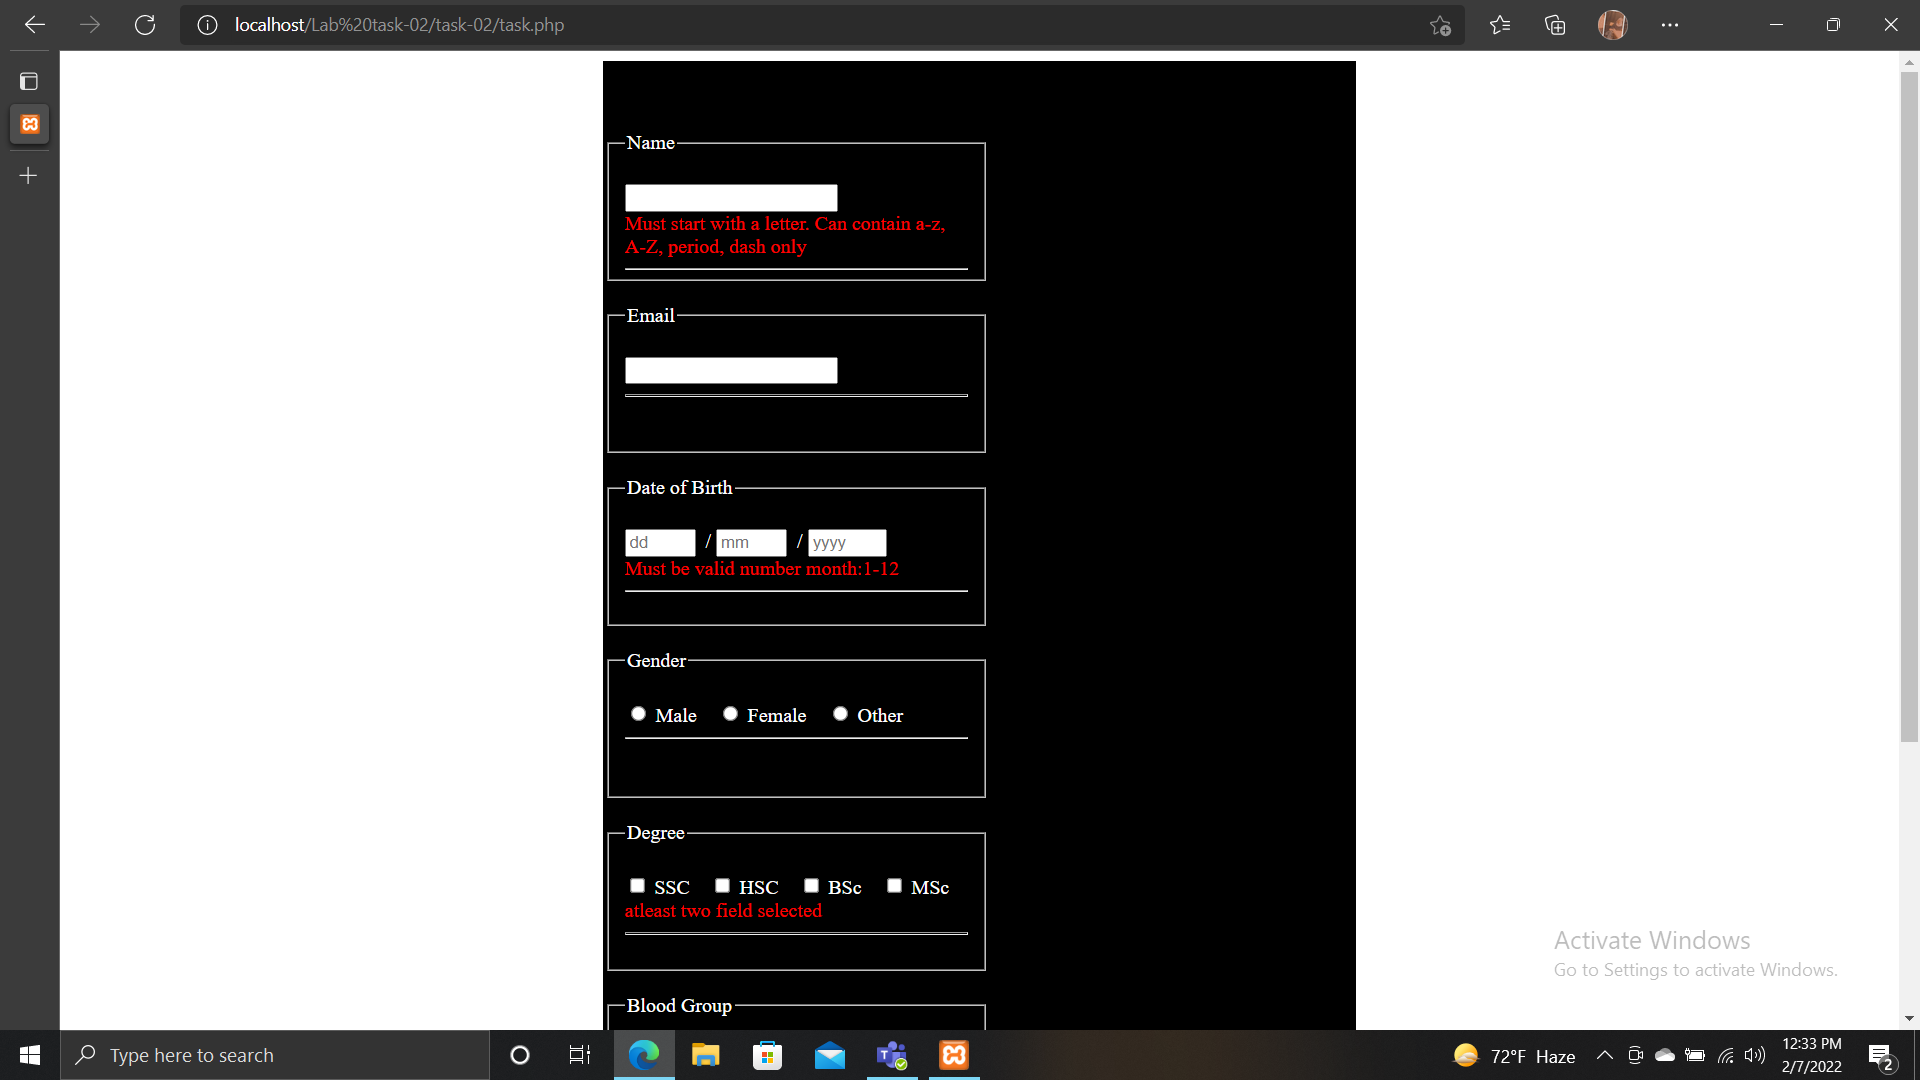 localhost/Lab%20task-02/task-02/task.php
Name
Must start with a letter. Can contain a-z,
A-Z, period, dash only
Email
Date of Birth
dd / mm / yyyy
Must be valid number month:1-12
Gender
Male Female Other
Degree
SSC HSC BSc MSc
atleast two field selected
Blood Group
Activate Windows
Go to Settings to activate Windows.
Type here to search
72°F Haze
12:33 PM
2/7/2022
2